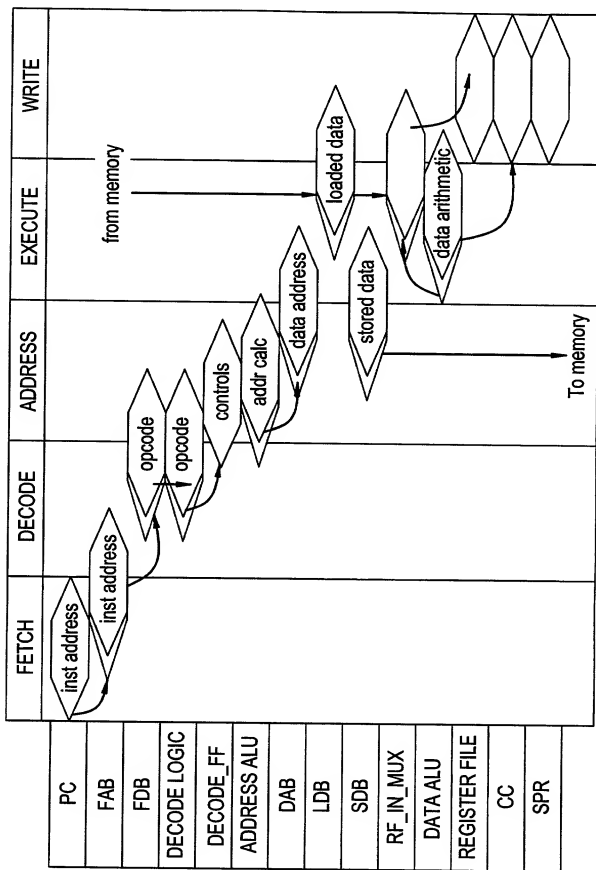 FETCH
DECODE
ADDRESS
EXECUTE
WRITE
PC
inst address
FAB
inst address
FDB
opcode
DECODE LOGIC
opcode
DECODE_FF
controls
ADDRESS ALU
addr calc
DAB
data address
from memory
LDB
loaded data
SDB
stored data
RF_IN_MUX
DATA ALU
data arithmetic
REGISTER FILE
CC
SPR
To memory